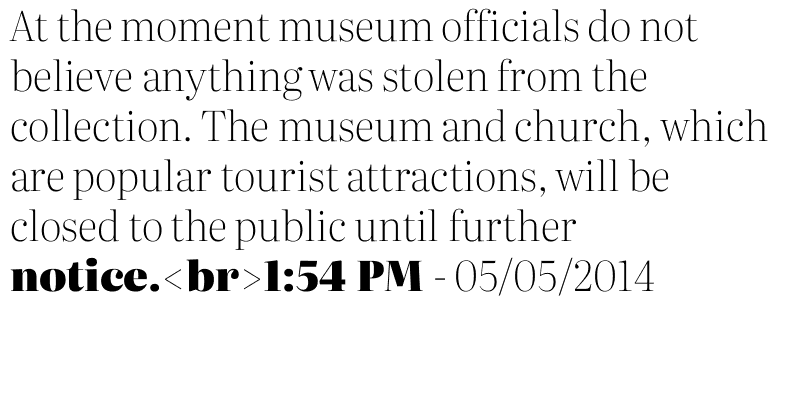 At the moment museum officials do not
believe anything was stolen from the
collection. The museum and church, which
are popular tourist attractions, will be
closed to the public until further
notice.<br>1:54 PM - 05/05/2014